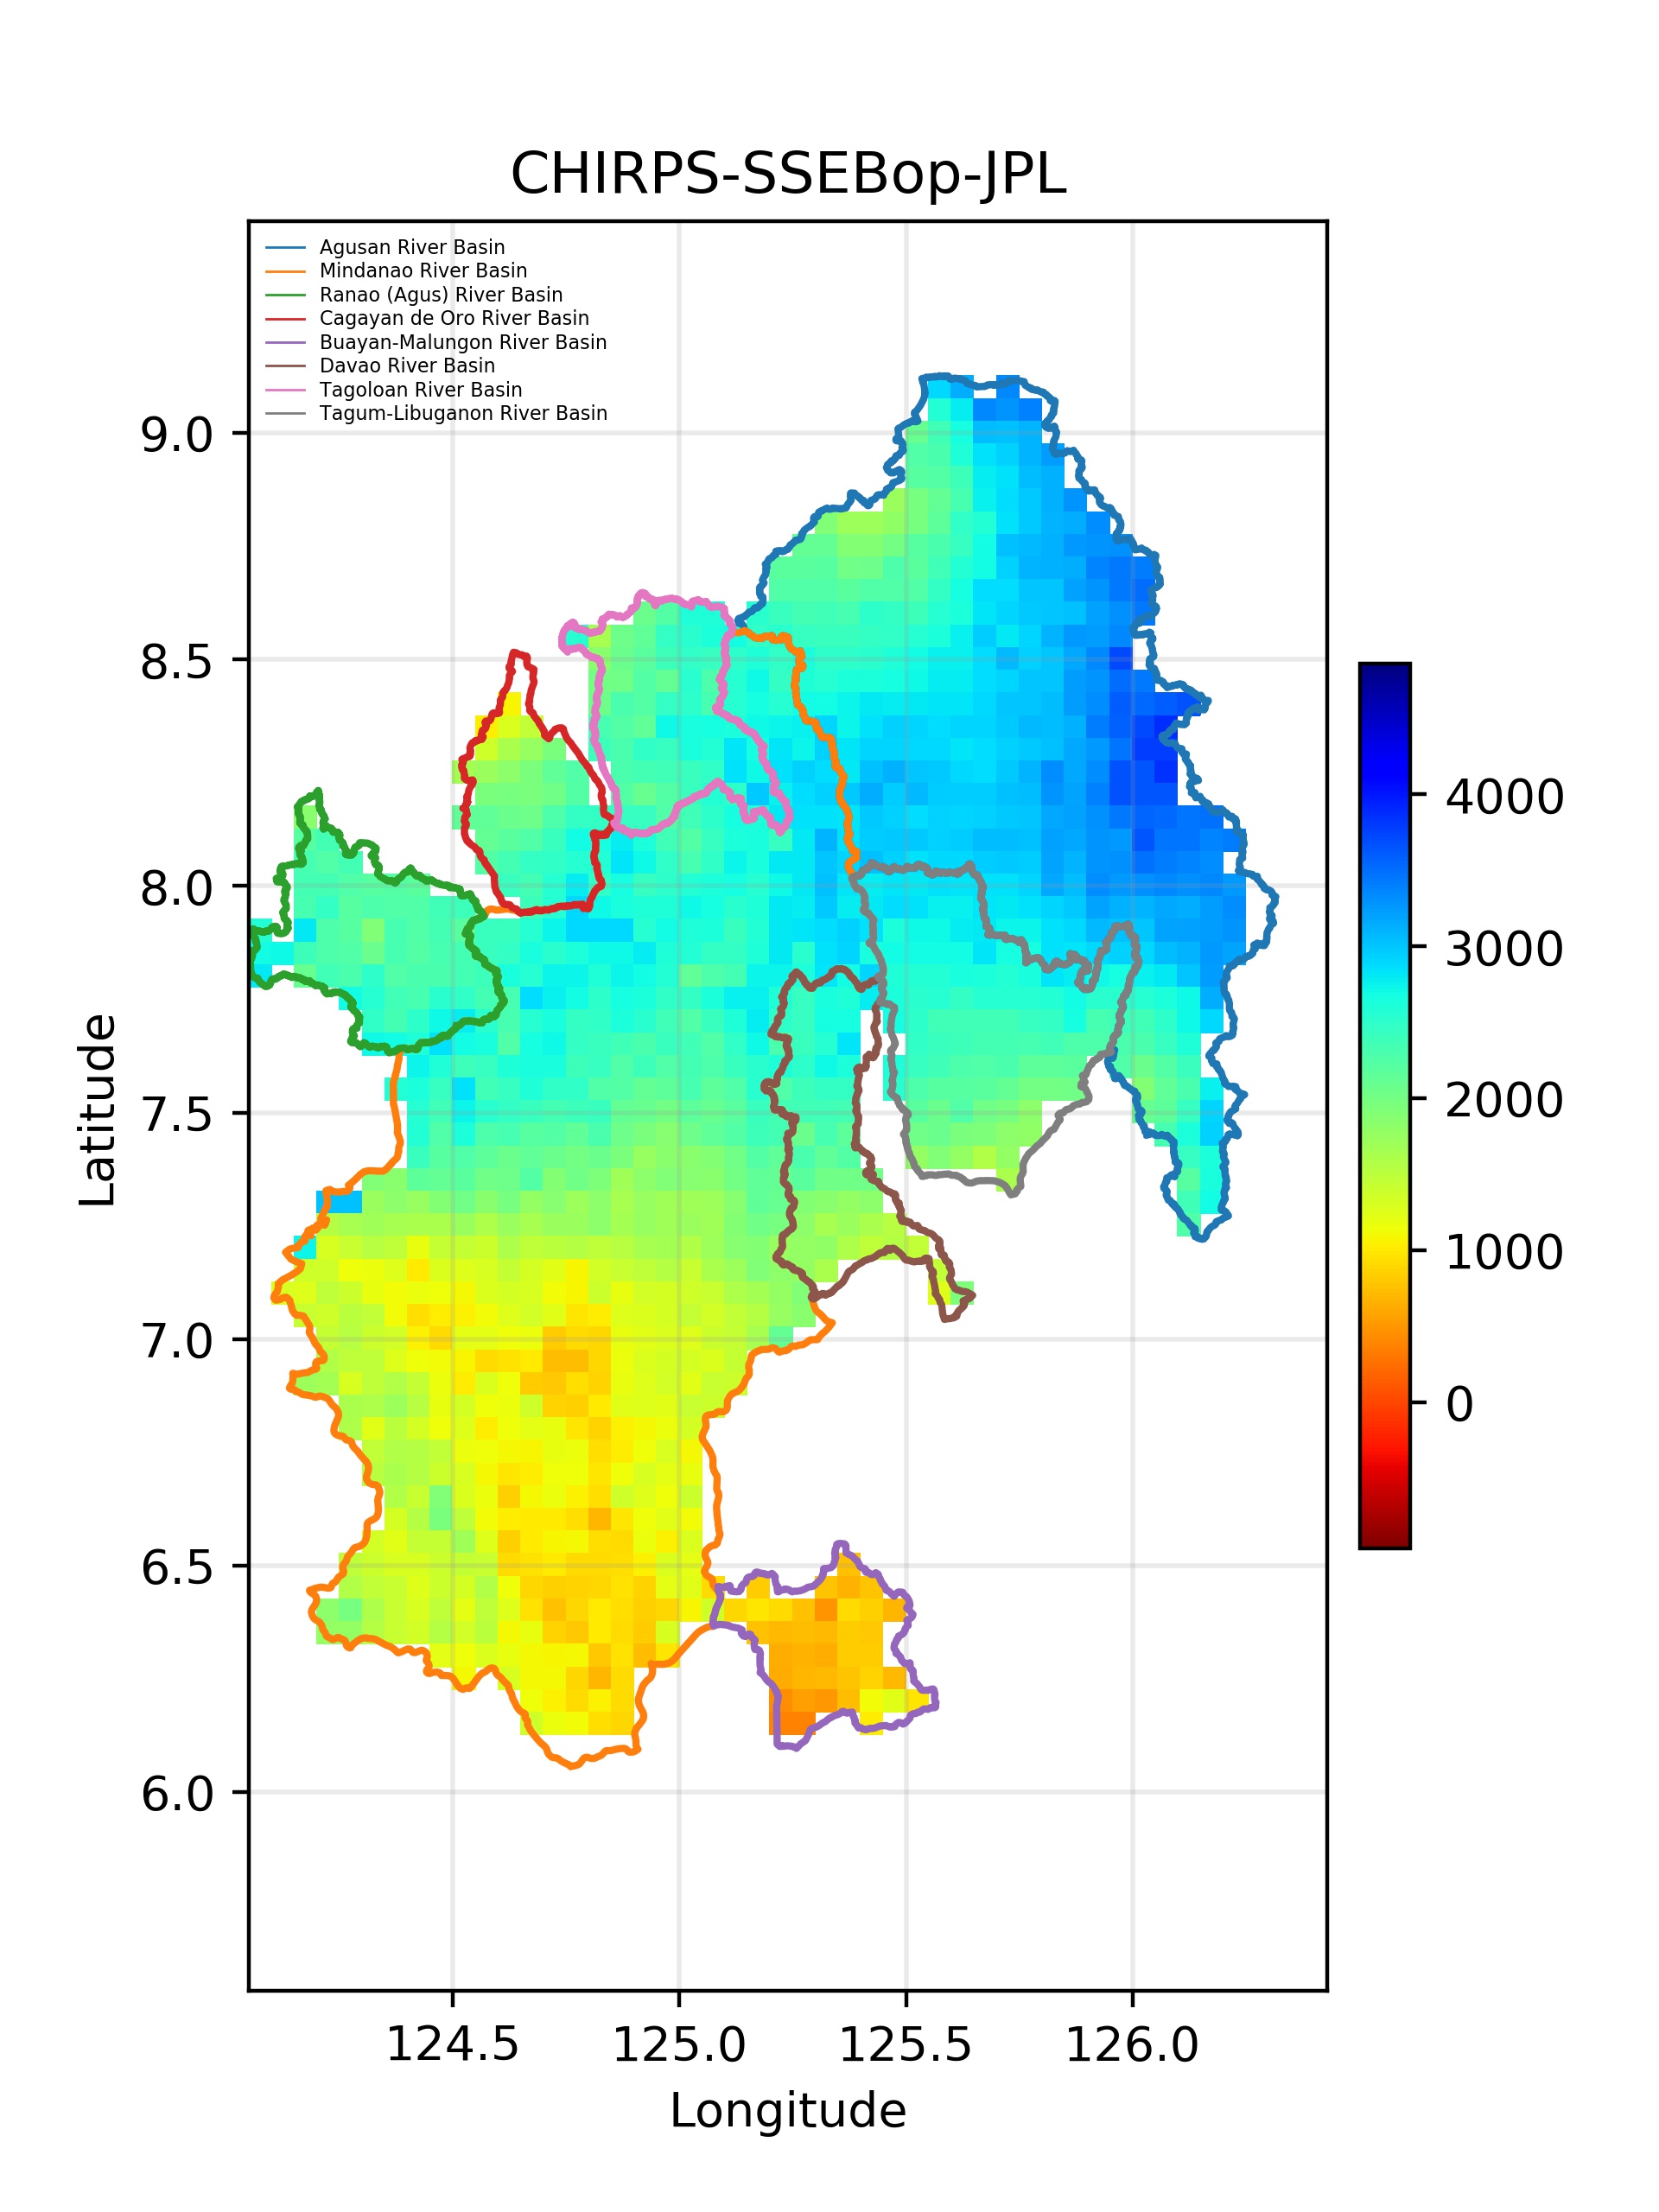 CHIRPS-SSEBop-JPL
Agusan River Basin
Mindanao River Basin
Ranao (Agus) River Basin
Cagayan de Oro River Basin
Buayan-Malungon River Basin
Davao River Basin
Tagoloan River Basin
Tagum-Libuganon River Basin
9.0
8.5
8.0
7.5
7.0
6.5
6.0
Latitude
124.5 125.0 125.5 126.0
Longitude
4000
3000
2000
1000
0